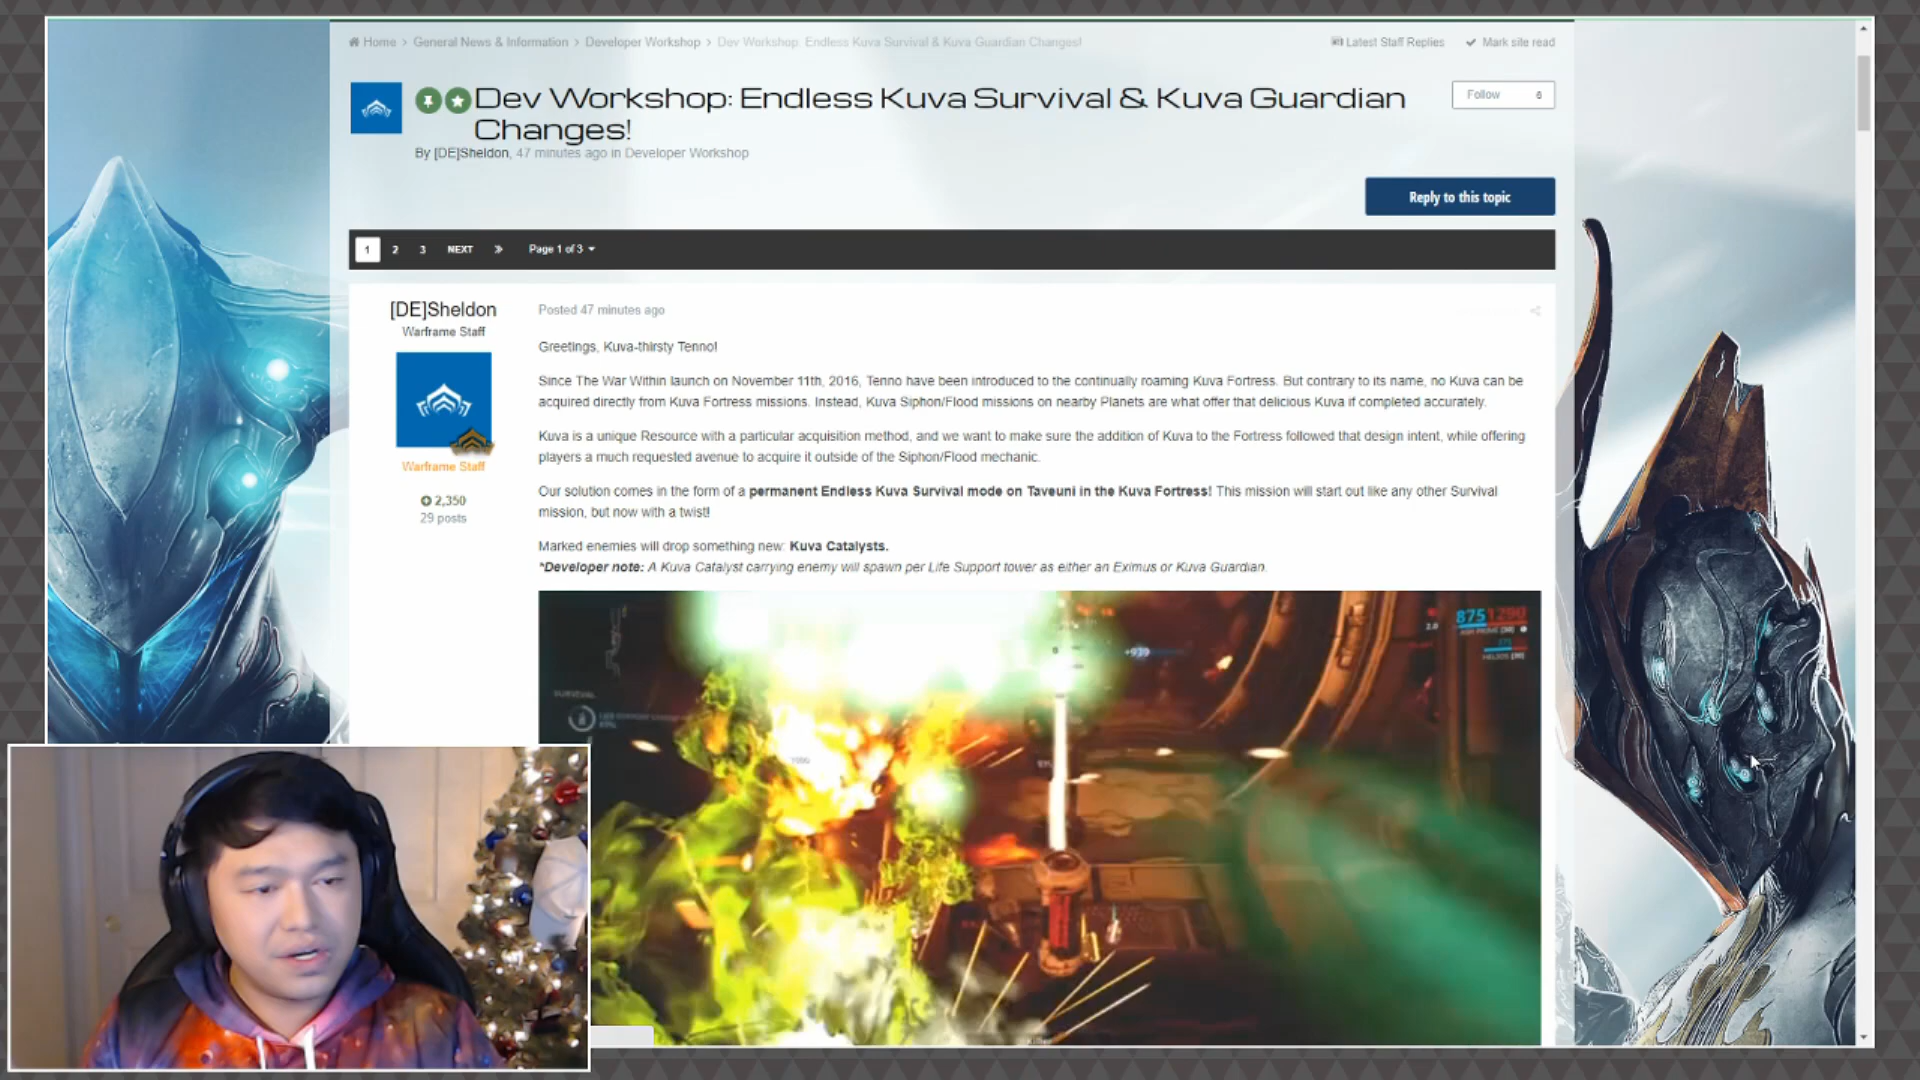 Home > General News & Information > Developer Workshop > Dev Workshop: Endless Kuva Survival & Kuva Guardian Changes!
Latest Staff Replies
Mark site read
Dev Workshop: Endless Kuva Survival & Kuva Guardian
Changes!
Follow 6
By [DE]Sheldon, 47 minutes ago in Developer Workshop
Reply to this topic
1 2 3 NEXT » Page 1 of 3
[DE]Sheldon
Warframe Staff
Warframe Staff
2,350
29 posts
Posted 47 minutes ago
Greetings, Kuva-thirsty Tenno!
Since The War Within launch on November 11th, 2016, Tenno have been introduced to the continually roaming Kuva Fortress. But contrary to its name, no Kuva can be
acquired directly from Kuva Fortress missions. Instead, Kuva Siphon/Flood missions on nearby Planets are what offer that delicious Kuva if completed accurately.
Kuva is a unique Resource with a particular acquisition method, and we want to make sure the addition of Kuva to the Fortress followed that design intent, while offering
players a much requested avenue to acquire it outside of the Siphon/Flood mechanic.
Our solution comes in the form of a permanent Endless Kuva Survival mode on Taveuni in the Kuva Fortress! This mission will start out like any other Survival
mission, but now with a twist!
Marked enemies will drop something new: Kuva Catalysts.
*Developer note: A Kuva Catalyst carrying enemy will spawn per Life Support tower as either an Eximus or Kuva Guardian.
875 1290
+939
SURVIVAL